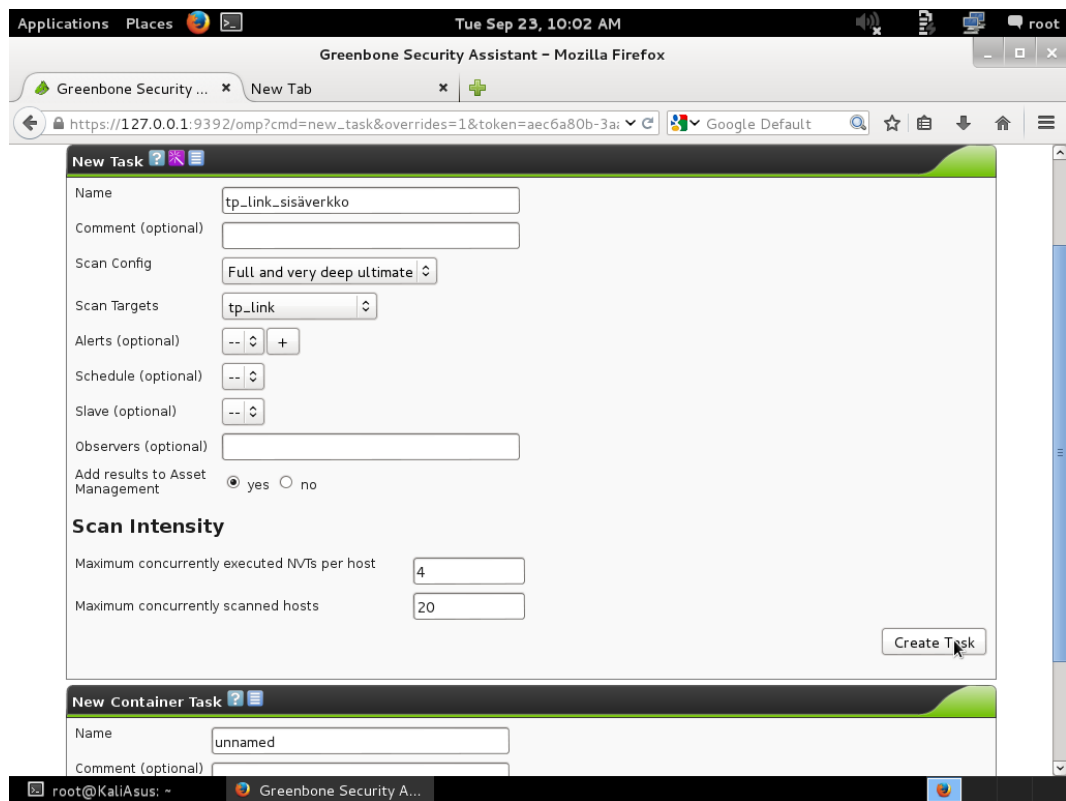 Applications Places Tue Sep 23, 10:02 AM root
Greenbone Security Assistant - Mozilla Firefox
Greenbone Security ... New Tab
https://127.0.0.1:9392/omp?cmd=new_task&overrides=1&token=aec6a80b-3a Google Default
New Task
Name tp_link_sisäverkko
Comment (optional)
Scan Config Full and very deep ultimate
Scan Targets tp_link
Alerts (optional) -- +
Schedule (optional) --
Slave (optional) --
Observers (optional)
Add results to Asset
Management yes no
Scan Intensity
Maximum concurrently executed NVTs per host 4
Maximum concurrently scanned hosts 20
Create Task
New Container Task
Name unnamed
Comment (optional)
root@KaliAsus: ~ Greenbone Security A...